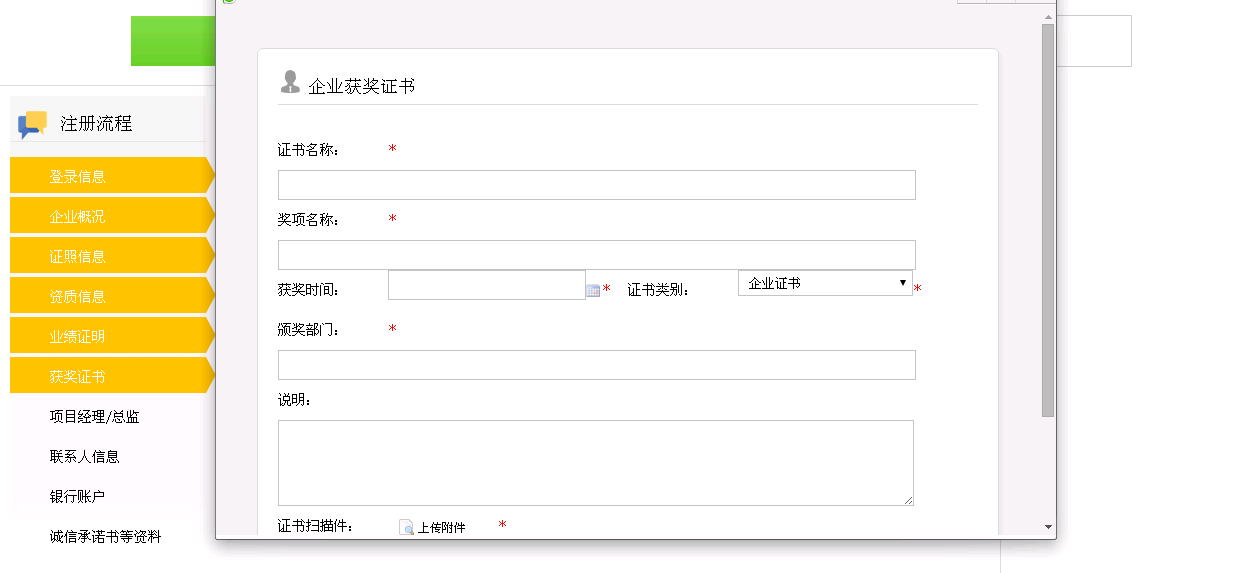 注册流程
登录信息
企业概况
证照信息
资质信息
业绩证明
获奖证书
项目经理/总监
联系人信息
银行账户
诚信承诺书等资料
企业获奖证书
证书名称： *
奖项名称： *
获奖时间： * 证书类别： 企业证书 *
颁奖部门： *
说明：
证书扫描件： 上传附件 *